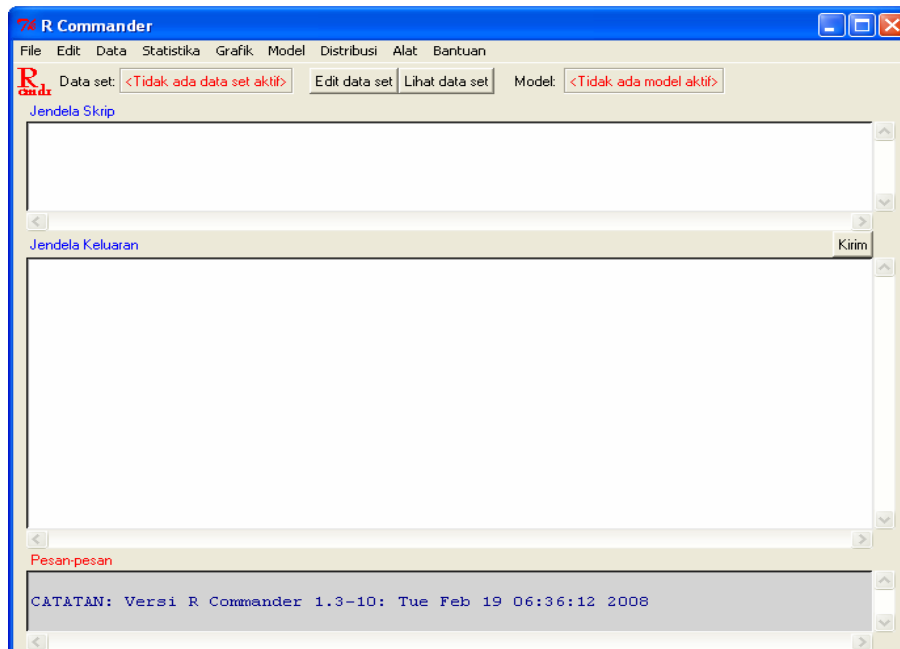 R Commander
File Edit Data Statistika Grafik Model Distribusi Alat Bantuan
R cmdr Data set: <Tidak ada data set aktif> Edit data set Lihat data set Model: <Tidak ada model aktif>
Jendela Skrip
Jendela Keluaran Kirim
Pesan-pesan
CATATAN: Versi R Commander 1.3-10: Tue Feb 19 06:36:12 2008